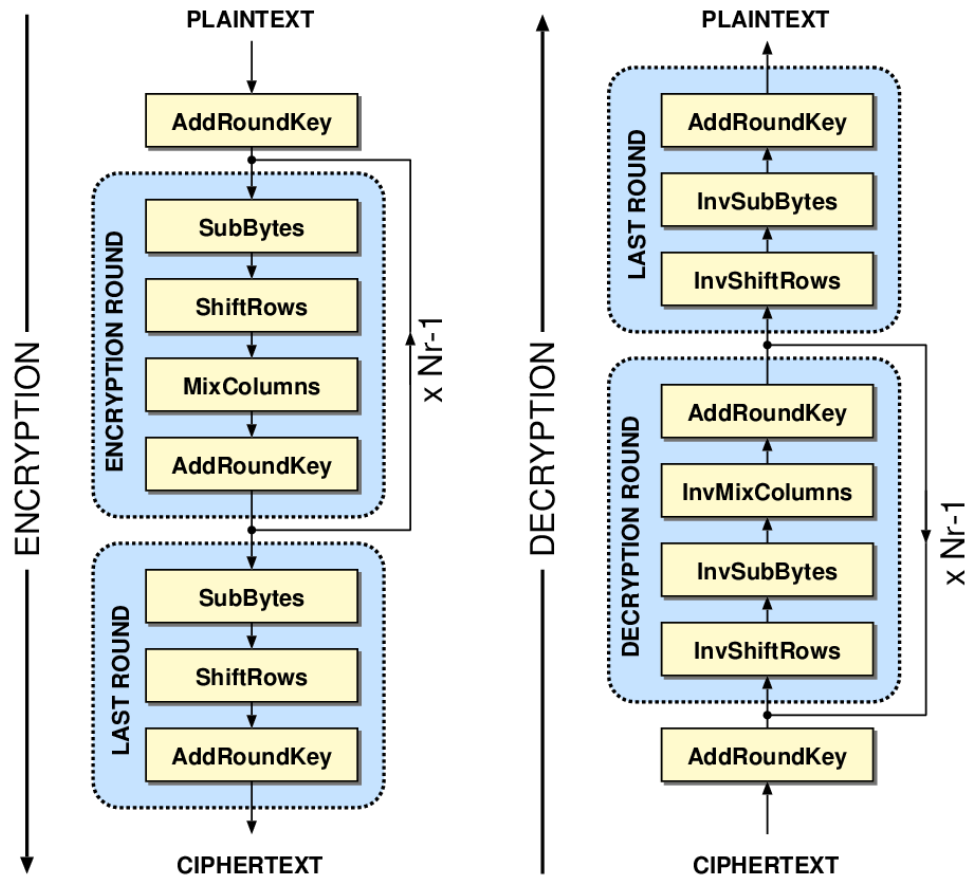 PLAINTEXT
AddRoundKey
SubBytes
ShiftRows
MixColumns
AddRoundKey
ENCRYPTION ROUND
x Nr-1
SubBytes
ShiftRows
AddRoundKey
LAST ROUND
CIPHERTEXT
ENCRYPTION
PLAINTEXT
AddRoundKey
InvSubBytes
InvShiftRows
LAST ROUND
AddRoundKey
InvMixColumns
InvSubBytes
InvShiftRows
DECRYPTION ROUND
x Nr-1
AddRoundKey
CIPHERTEXT
DECRYPTION